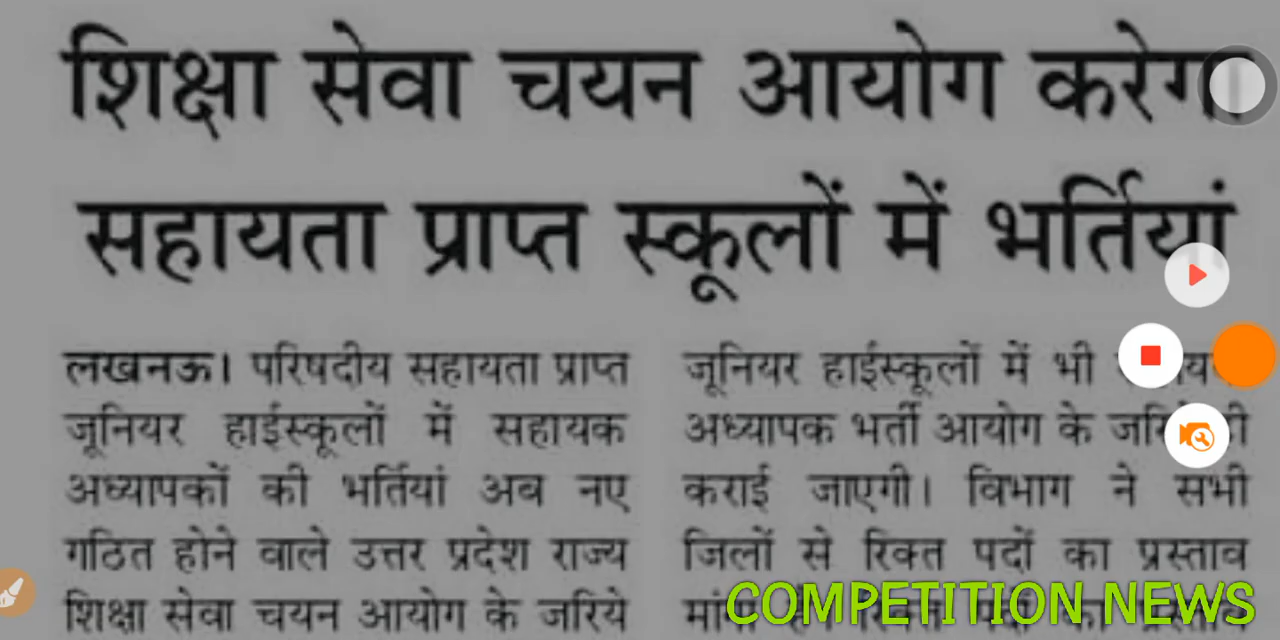 शिक्षा सेवा चयन आयोग करेगा
सहायता प्राप्त स्कूलों में भर्तियां
लखनऊ। परिषदीय सहायता प्राप्त
जूनियर हाईस्कूलों में सहायक
अध्यापकों की भर्तियां अब नए
गठित होने वाले उत्तर प्रदेश राज्य
शिक्षा सेवा चयन आयोग के जरिये
जूनियर हाईस्कूलों में भी
अध्यापक भर्ती आयोग के
कराई जाएगी। विभाग ने सभी
जिलों से रिक्त पदों का प्रस्ताव
COMPETITION NEWS